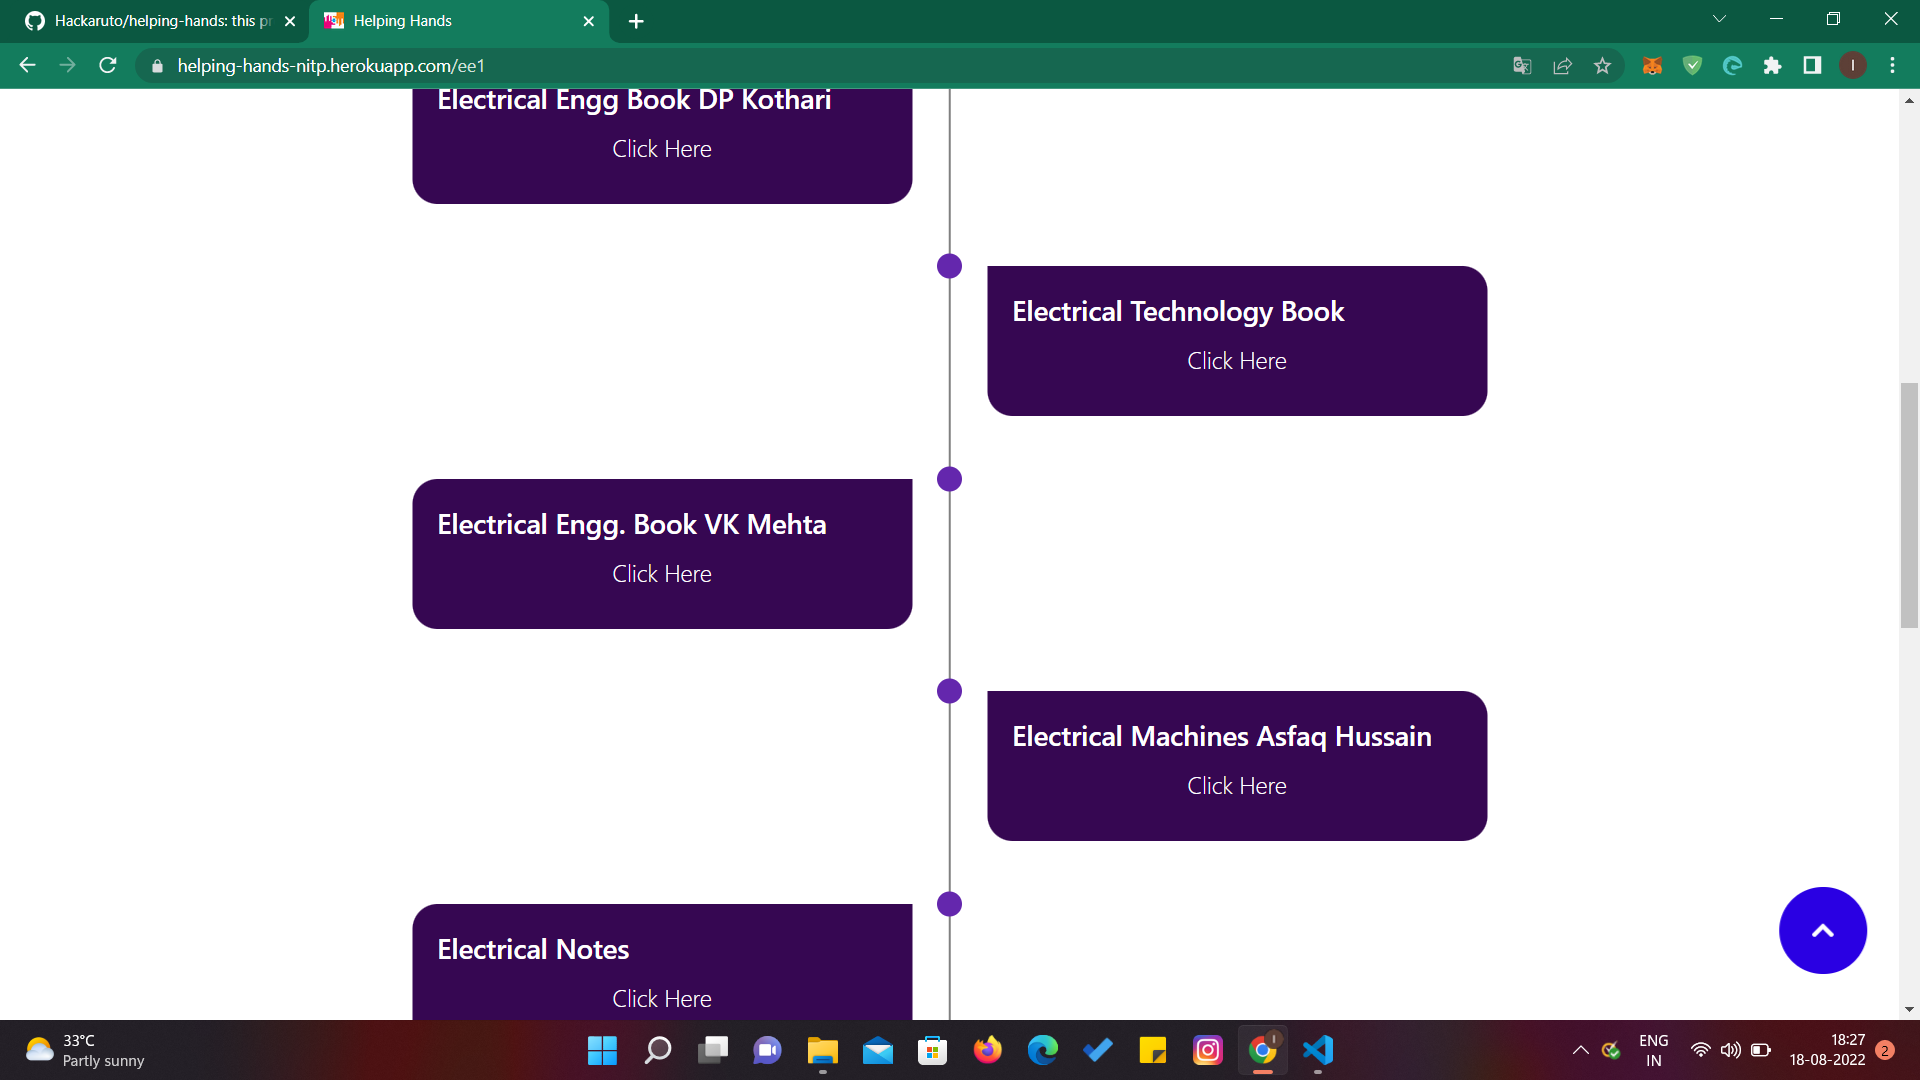 Hackaruto/helping-hands: this pr
Helping Hands
helping-hands-nitp.herokuapp.com/ee1
I
Electrical Engg Book DP Kothari
Click Here
Electrical Technology Book
Click Here
Electrical Engg. Book VK Mehta
Click Here
Electrical Machines Asfaq Hussain
Click Here
Electrical Notes
Click Here
33°C
Partly sunny
ENG
IN
18:27
18-08-2022
2